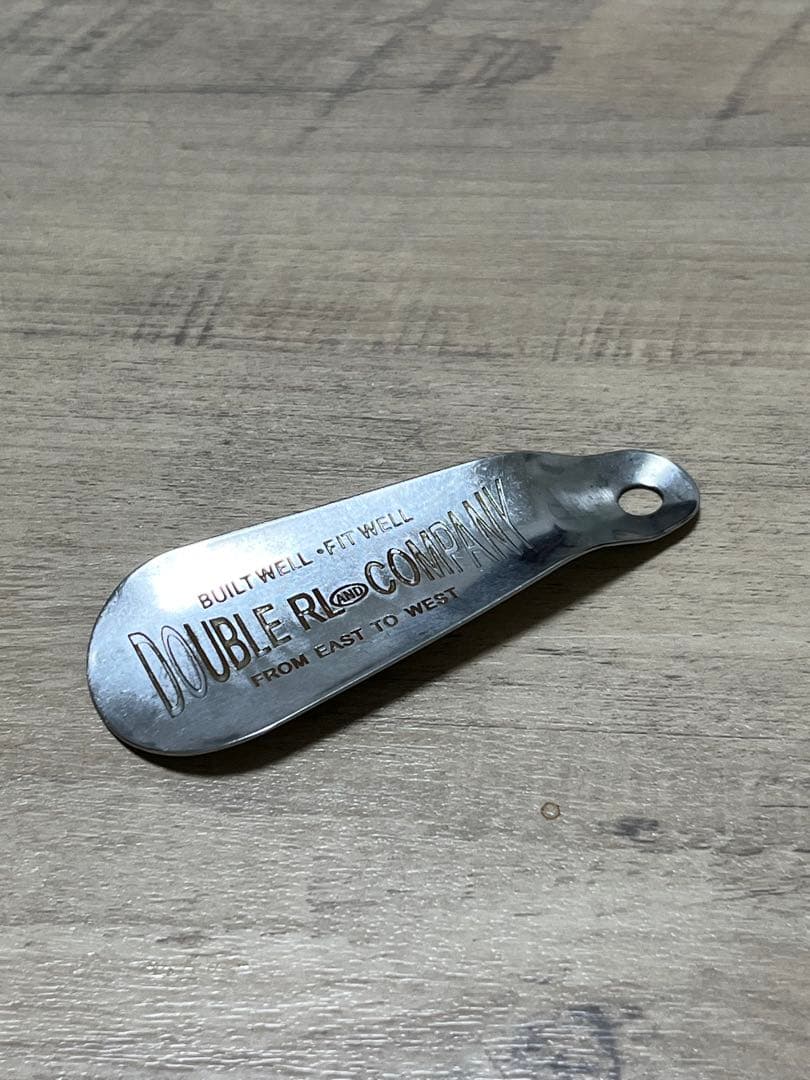 BUILT WELL • FIT WELL
DOUBLE RL AND COMPANY
FROM EAST TO WEST